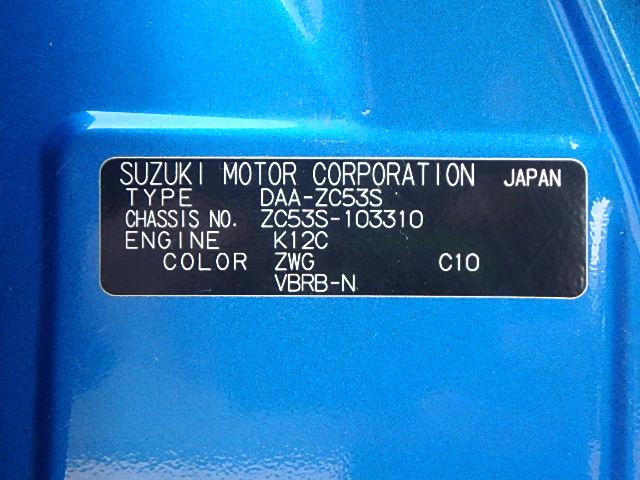 SUZUKI MOTOR CORPORATION JAPAN
TYPE DAA-ZC53S
CHASSIS NO. ZC53S-103310
ENGINE K12C
COLOR ZWG C10
VBRB-N